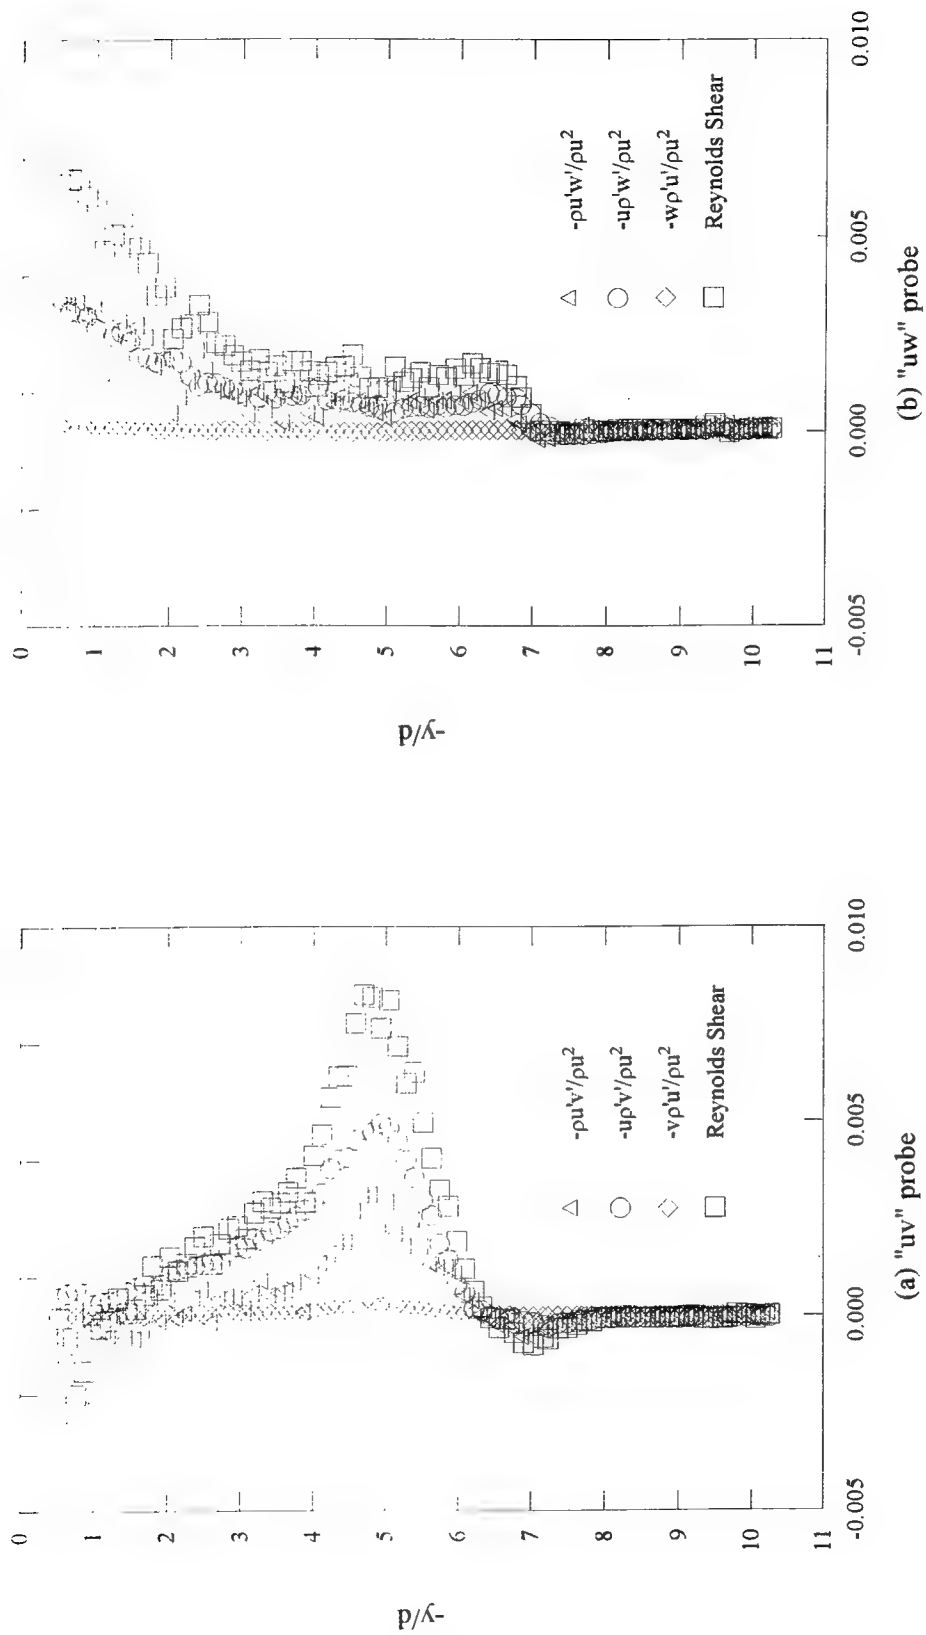 -y/d
0
1
2
3
4
5
6
7
8
9
10
11
-0.005
0.000
0.005
0.010
-ρu'v'/ρu²
-uρ'v'/ρu²
-vρ'u'/ρu²
Reynolds Shear
(a) "uv" probe
-y/d
0
1
2
3
4
5
6
7
8
9
10
11
-0.005
0.000
0.005
0.010
-ρu'w'/ρu²
-uρ'w'/ρu²
-wρ'u'/ρu²
Reynolds Shear
(b) "uw" probe